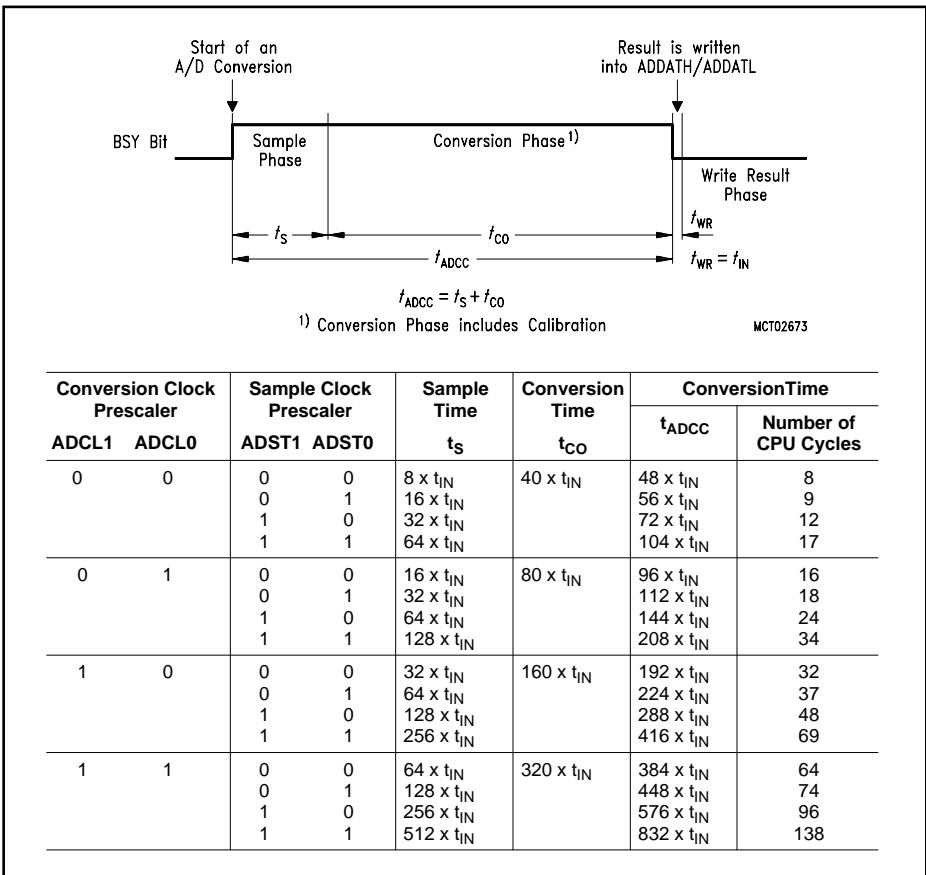 Start of an
A/D Conversion
Result is written
into ADDATH/ADDATL
BSY Bit
Sample
Phase
Conversion Phase 1)
Write Result
Phase
tWR
tS
tCO
tADCC
tWR = tIN
tADCC = tS + tCO
1) Conversion Phase includes Calibration
MCT02673
Conversion Clock Prescaler
Sample Clock Prescaler
Sample Time
Conversion Time
ConversionTime
ADCL1 ADCL0 ADST1 ADST0 tS tCO tADCC Number of CPU Cycles
0 0 0 0 8 x tIN 40 x tIN 48 x tIN 8
0 1 16 x tIN 56 x tIN 9
1 0 32 x tIN 72 x tIN 12
1 1 64 x tIN 104 x tIN 17
0 1 0 0 16 x tIN 80 x tIN 96 x tIN 16
0 1 32 x tIN 112 x tIN 18
1 0 64 x tIN 144 x tIN 24
1 1 128 x tIN 208 x tIN 34
1 0 0 0 32 x tIN 160 x tIN 192 x tIN 32
0 1 64 x tIN 224 x tIN 37
1 0 128 x tIN 288 x tIN 48
1 1 256 x tIN 416 x tIN 69
1 1 0 0 64 x tIN 320 x tIN 384 x tIN 64
0 1 128 x tIN 448 x tIN 74
1 0 256 x tIN 576 x tIN 96
1 1 512 x tIN 832 x tIN 138